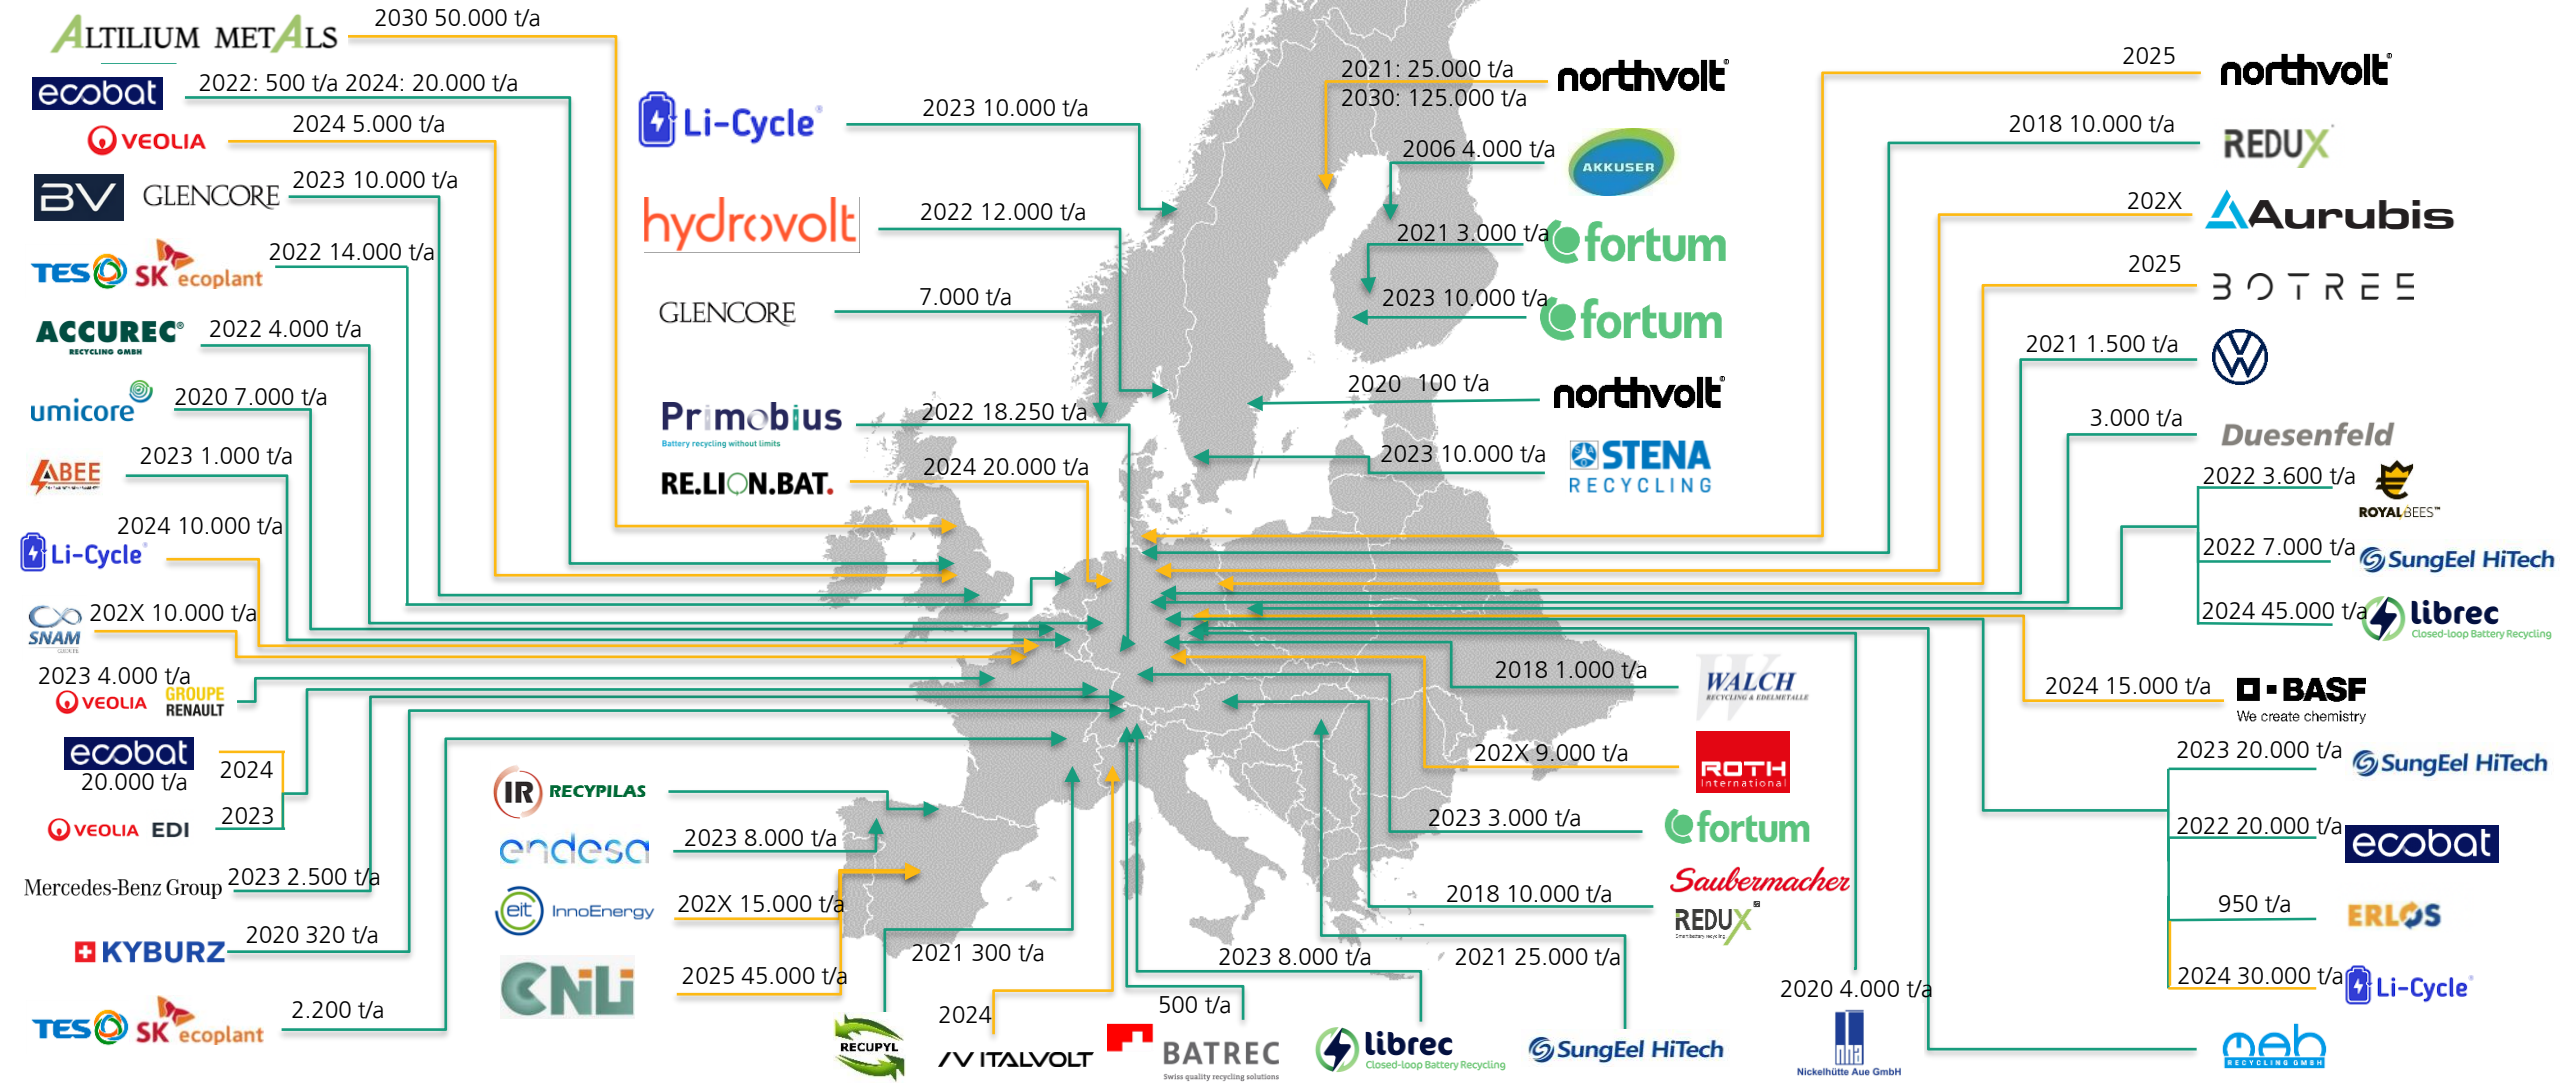 ALTILIUM METALS
2030 50.000 t/a
ecobat
2022: 500 t/a 2024: 20.000 t/a
VEOLIA
2024 5.000 t/a
BV GLENCORE
2023 10.000 t/a
TES SK ecoplant
2022 14.000 t/a
ACCUREC®
RECYCLING GMBH
2022 4.000 t/a
umicore
2020 7.000 t/a
ABEE
2023 1.000 t/a
Li-Cycle
2024 10.000 t/a
SNAM
202X 10.000 t/a
2023 4.000 t/a
VEOLIA GROUPE RENAULT
ecobat
20.000 t/a
2024
VEOLIA EDI
2023
Mercedes-Benz Group
2023 2.500 t/a
KYBURZ
2020 320 t/a
TES SK ecoplant
2.200 t/a
Li-Cycle®
2023 10.000 t/a
hydrovolt
2022 12.000 t/a
GLENCORE
7.000 t/a
Primobius
Battery recycling without limits
2022 18.250 t/a
RE.LION.BAT.
2024 20.000 t/a
IR RECYPILAS
endesa
2023 8.000 t/a
eit InnoEnergy
202X 15.000 t/a
CNLi
2025 45.000 t/a
2021 300 t/a
RECUPYL
2024
ITALVOLT
500 t/a
BATREC
Swiss quality recycling solutions
2023 8.000 t/a
librec
Closed-loop Battery Recycling
2021 25.000 t/a
SungEel HiTech
2021: 25.000 t/a
2030: 125.000 t/a
northvolt®
2006 4.000 t/a
AKKUSER
2021 3.000 t/a
fortum
2023 10.000 t/a
fortum
2020 100 t/a
northvolt®
2023 10.000 t/a
STENA
RECYCLING
2018 1.000 t/a
WALCH
RECYCLING & EDELMETALLE
202X 9.000 t/a
ROTH
International
2023 3.000 t/a
fortum
2018 10.000 t/a
Saubermacher
REDUX
2020 4.000 t/a
nha
Nickelhütte Aue GmbH
2025
northvolt®
2018 10.000 t/a
REDUX
202X
Aurubis
2025
BOTREE
2021 1.500 t/a
VW
3.000 t/a
Duesenfeld
2022 3.600 t/a
ROYALBEES™
2022 7.000 t/a
SungEel HiTech
2024 45.000 t/a
librec
Closed-loop Battery Recycling
2024 15.000 t/a
BASF
We create chemistry
2023 20.000 t/a
SungEel HiTech
2022 20.000 t/a
ecobat
950 t/a
ERLOS
2024 30.000 t/a
Li-Cycle®
mab
RECYCLING GMBH